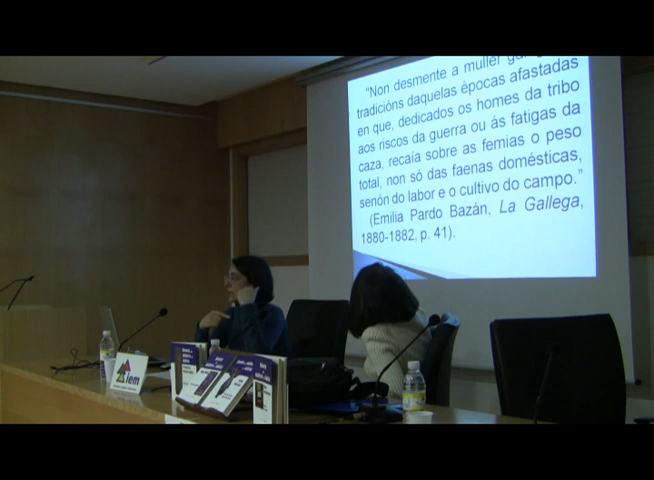 "Non desmente a muller
tradicións daquelas épocas afastadas
en que, dedicados os homes da tribo
aos riscos da guerra ou ás fatigas da
caza, recaía sobre as femias o peso
total, non só das faenas domésticas,
senón do labor e o cultivo do campo."
(Emilia Pardo Bazán, La Gallega,
1880-1882, p. 41).
iem